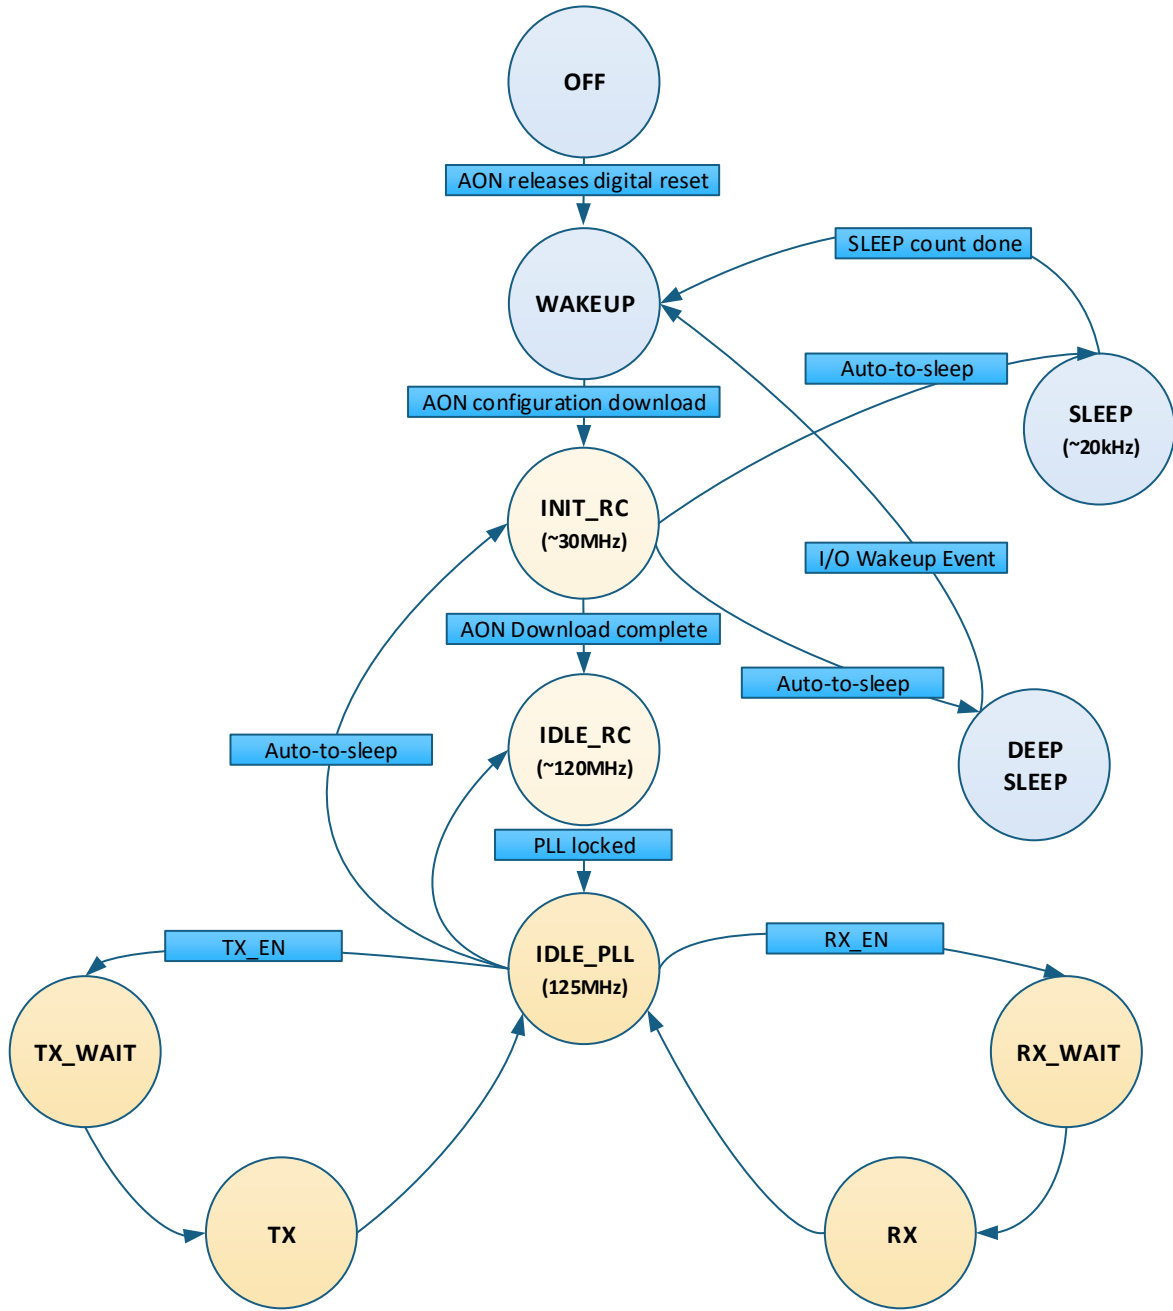 OFF
AON releases digital reset
SLEEP count done
WAKEUP
Auto-to-sleep
AON configuration download
SLEEP
(~20kHz)
INIT_RC
(~30MHz)
I/O Wakeup Event
AON Download complete
Auto-to-sleep
IDLE_RC
(~120MHz)
Auto-to-sleep
DEEP
SLEEP
PLL locked
TX_EN
RX_EN
IDLE_PLL
(125MHz)
TX_WAIT
RX_WAIT
TX
RX